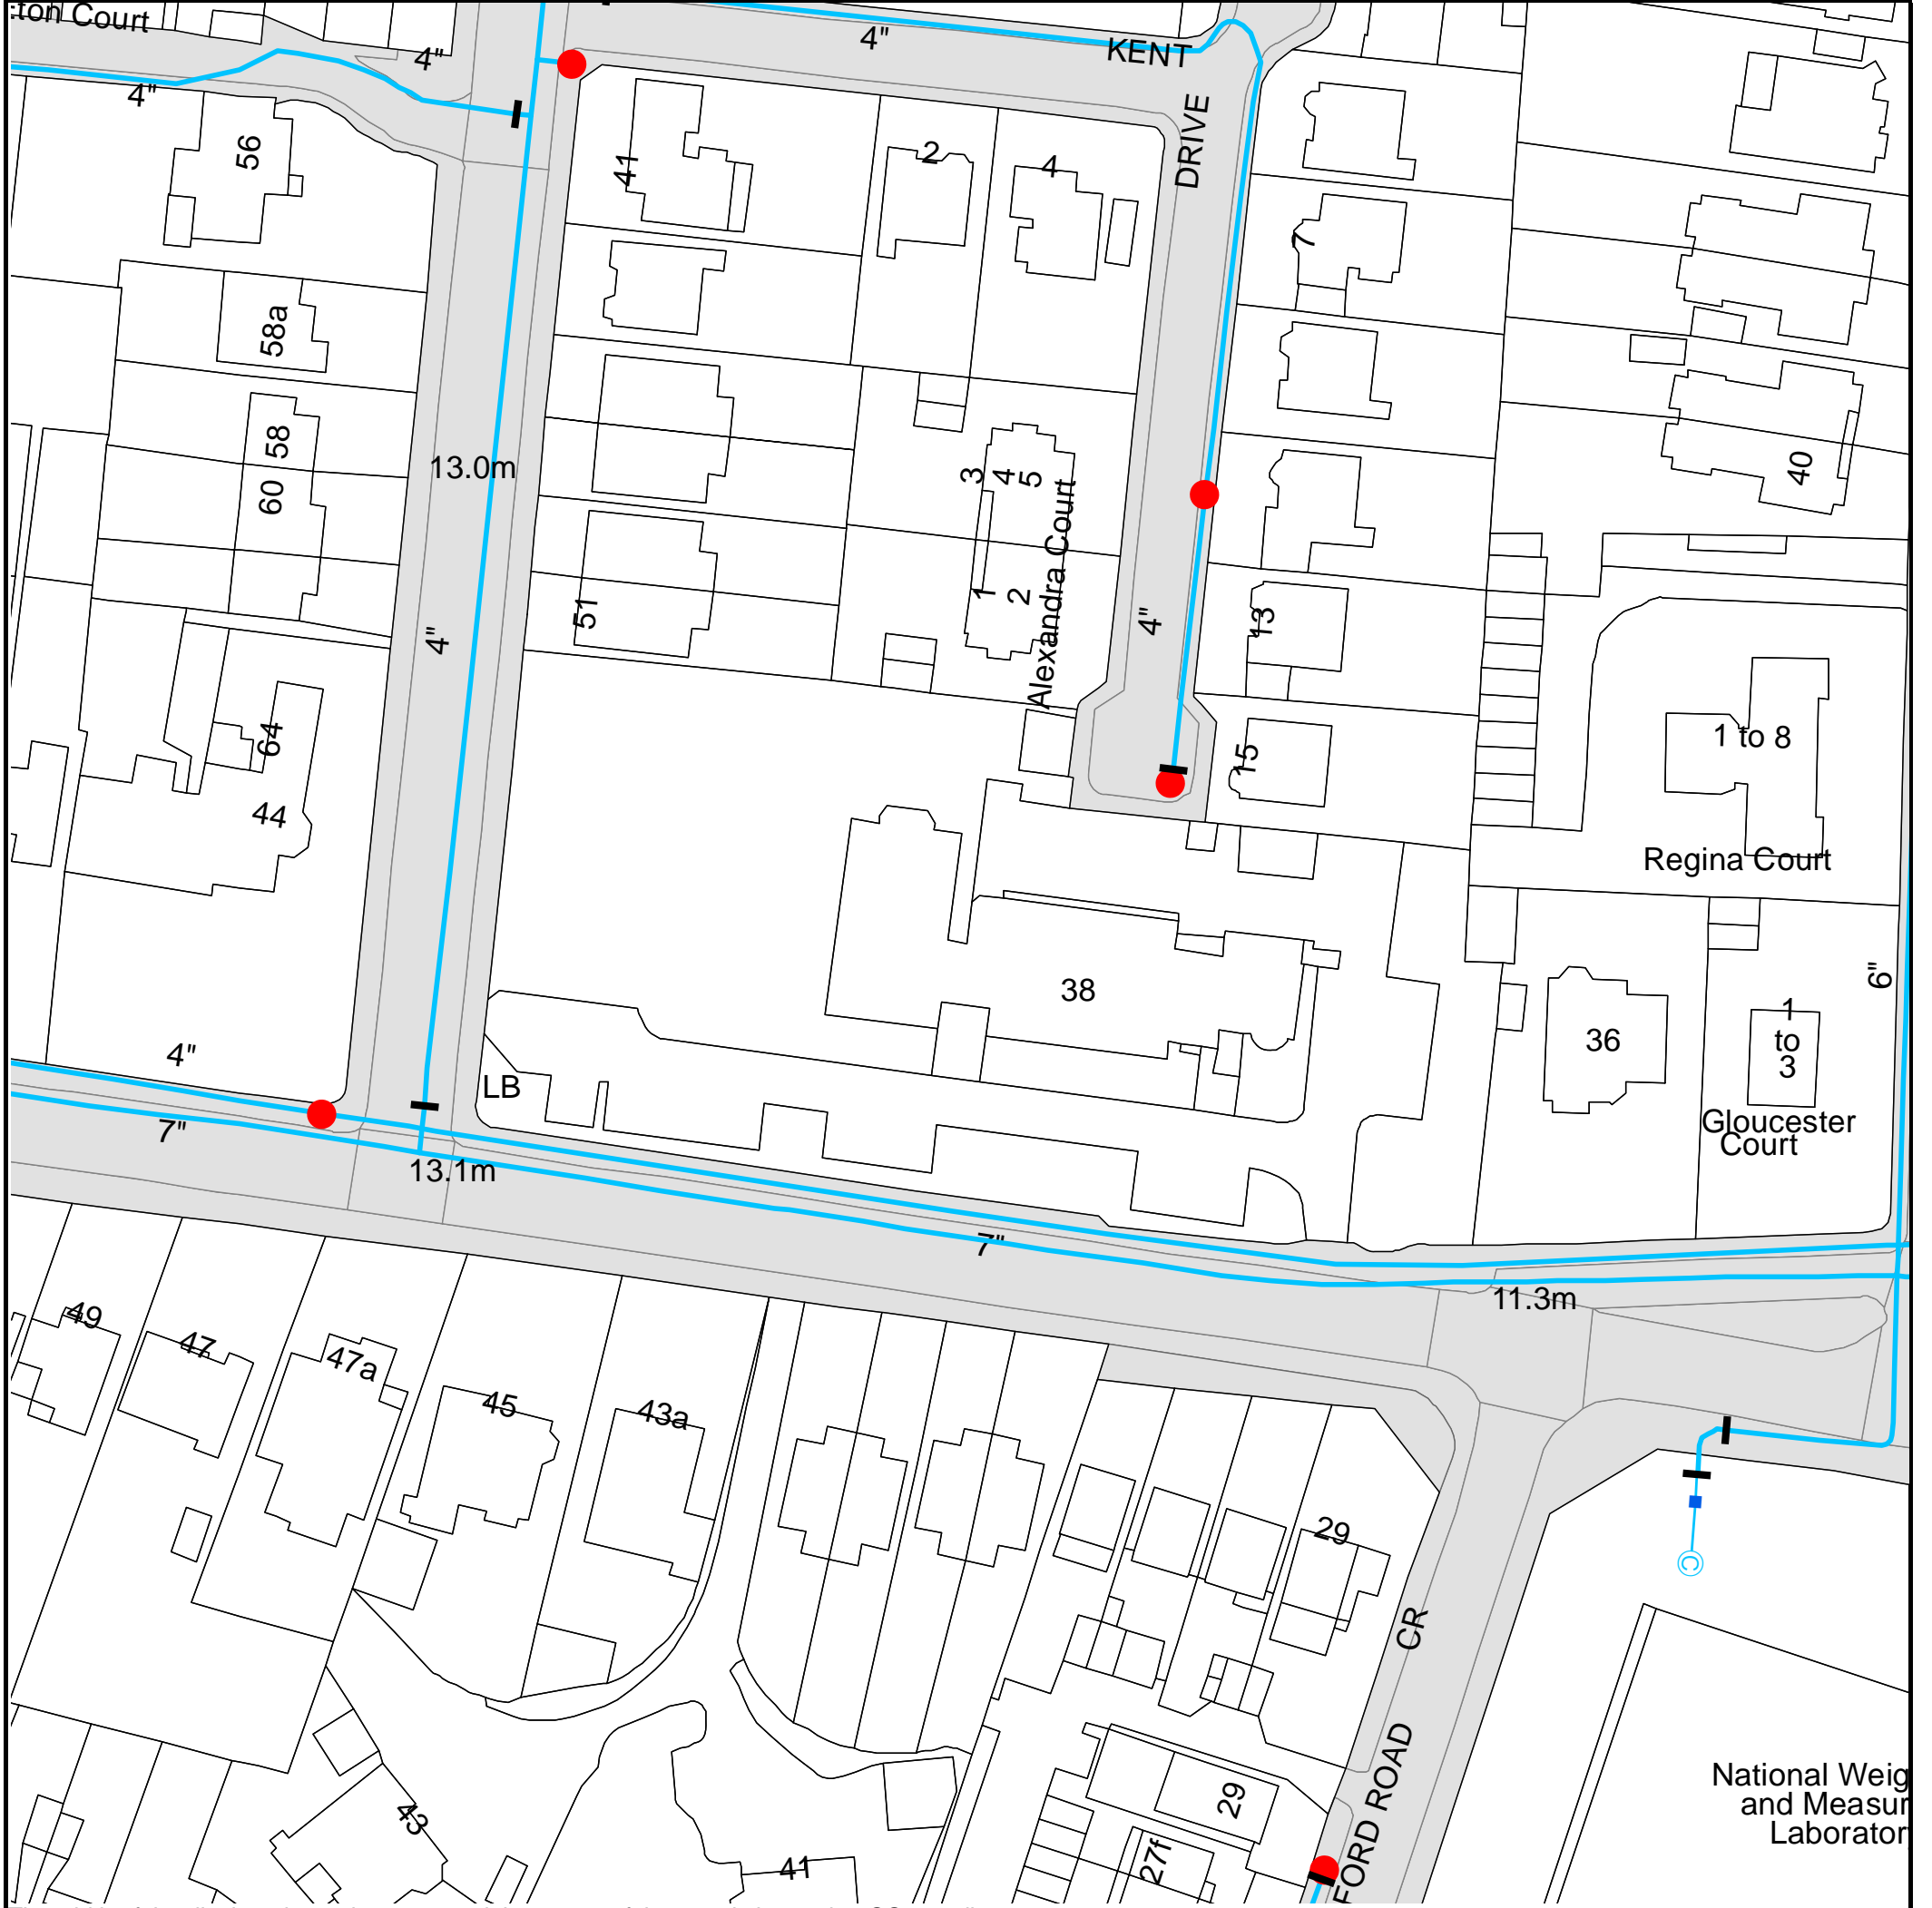 ton Court
4"
4"
4"
KENT
DRIVE
56
41
2
4
7
58a
58
60
13.0m
3
4
5
1
2
Alexandra Court
40
4"
51
4"
13
64
44
15
1 to 8
Regina Court
38
36
6"
1
to
3
Gloucester
Court
4"
LB
7"
13.1m
7"
11.3m
49
47
47a
45
43a
29
CR
FORD ROAD
29
27f
43
41
©
National Weig
and Measur
Laborator